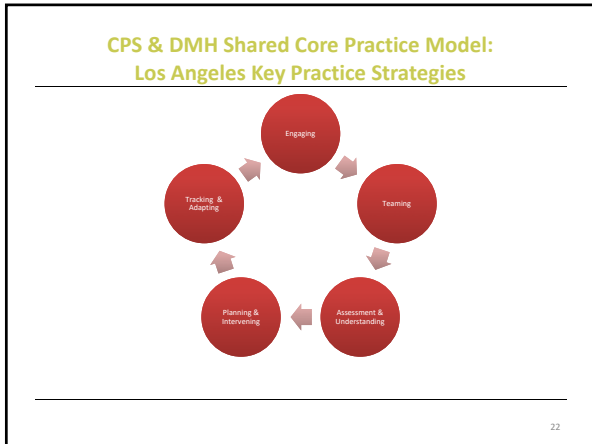 CPS & DMH Shared Core Practice Model:
Los Angeles Key Practice Strategies
Engaging
Teaming
Assessment &
Understanding
Planning &
Intervening
Tracking &
Adapting
22